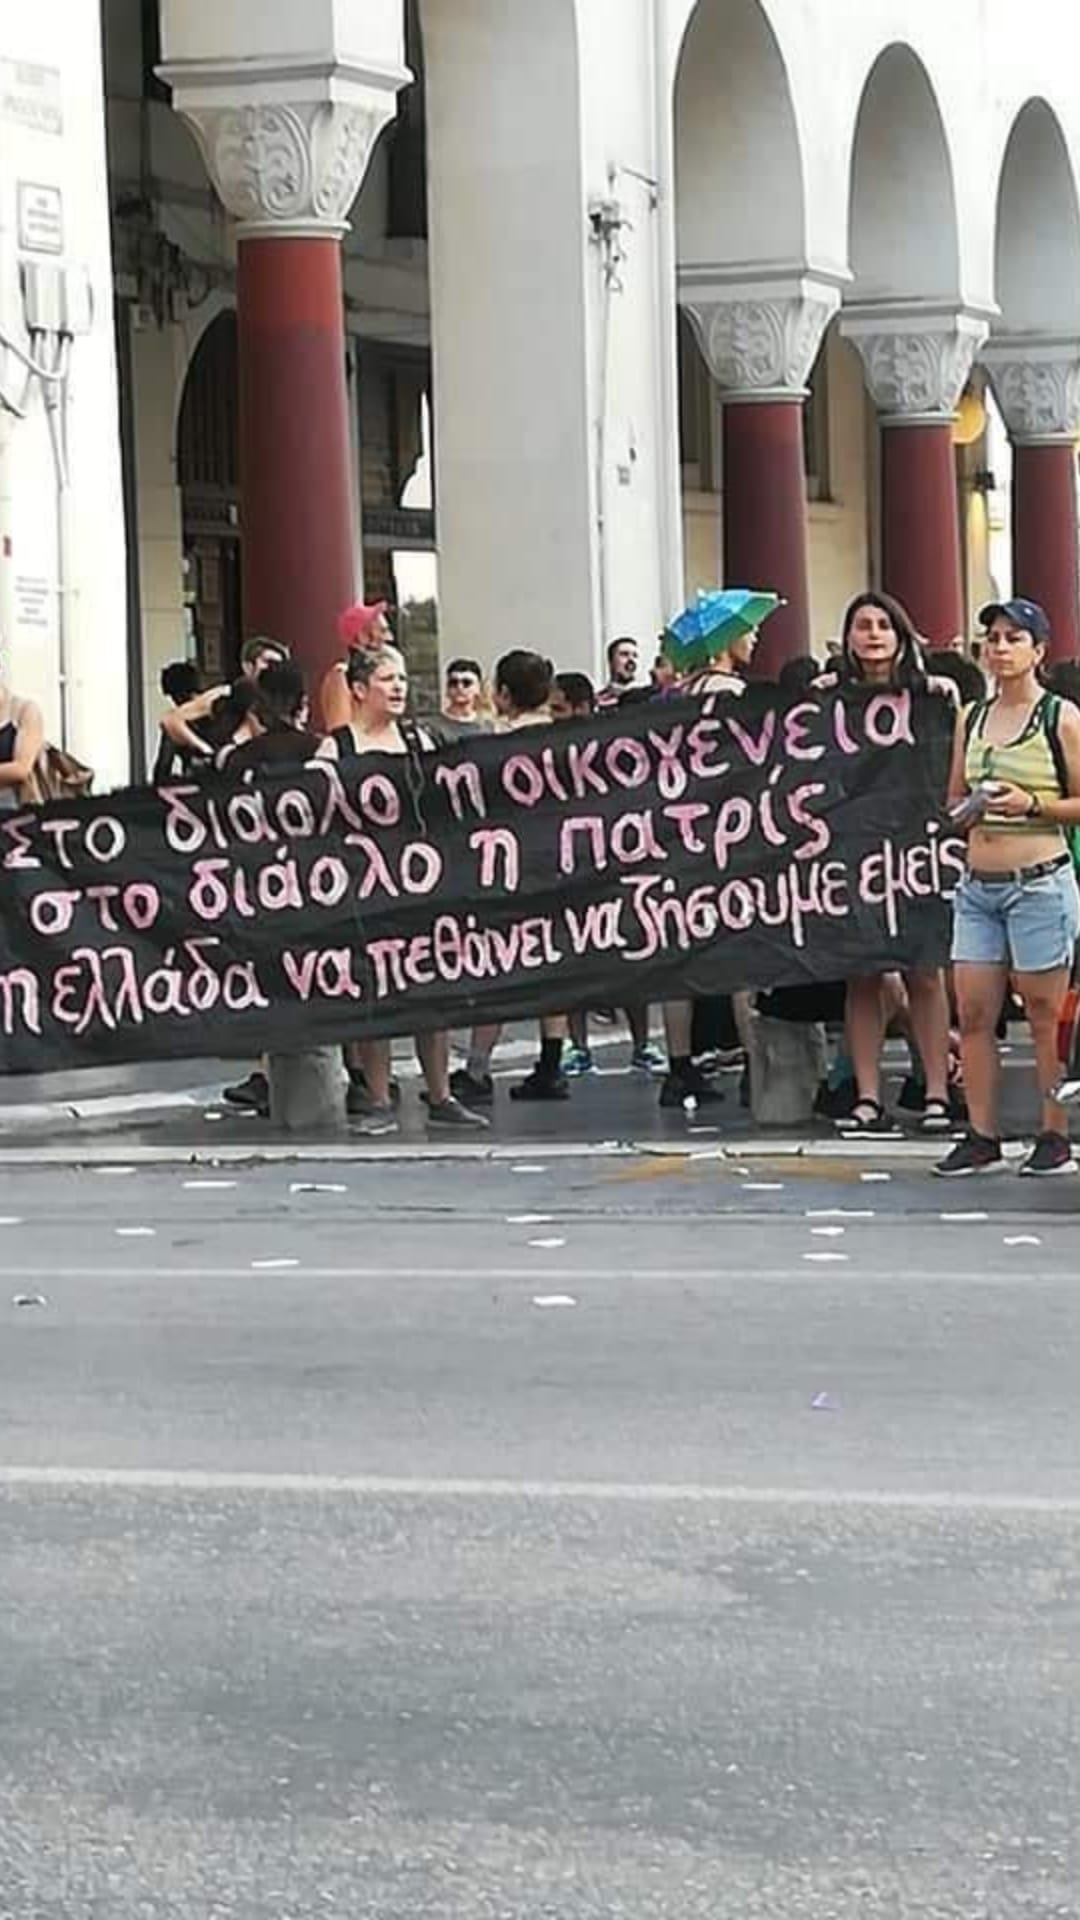 Στο διάολο η οικογένεια
στο διάολο η πατρίς
η ελλάδα να πεθάνει να ζήσουμε εμείς